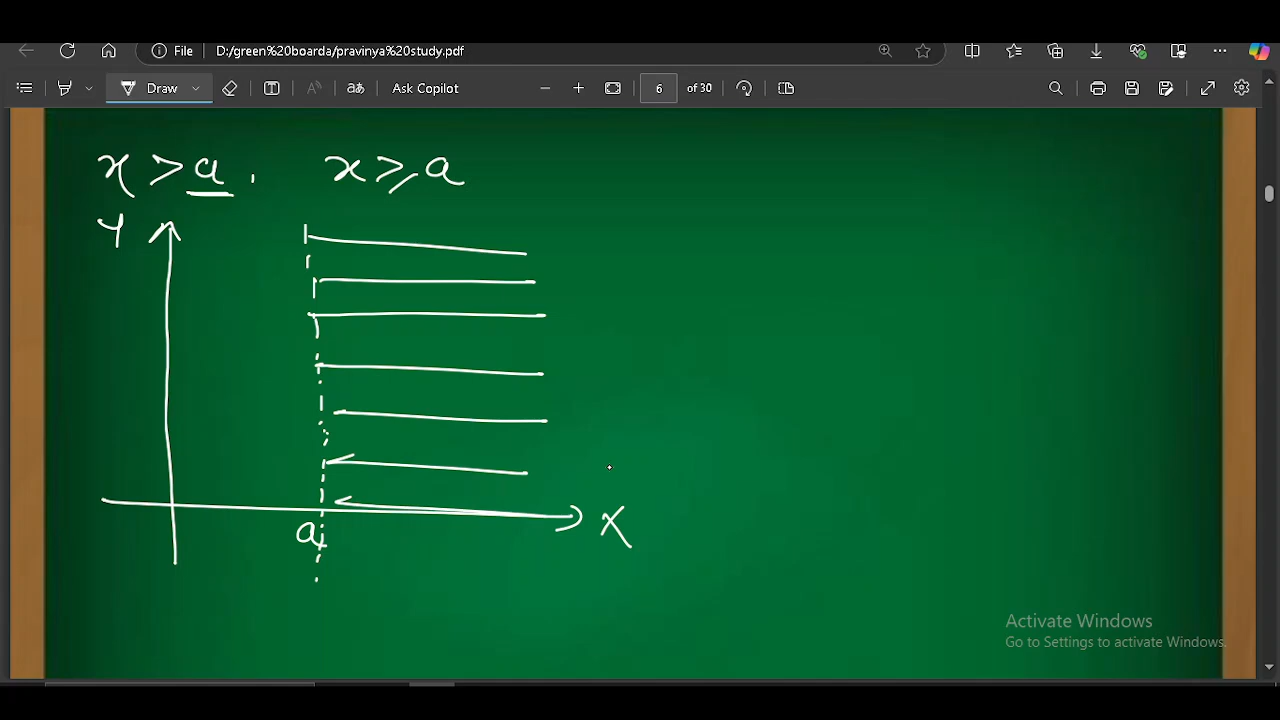 File D:/green%20boarda/pravinya%20study.pdf
Draw Ask Copilot 6 of 30
x > a, x ≥ a
Y
a X
Activate Windows
Go to Settings to activate Windows.